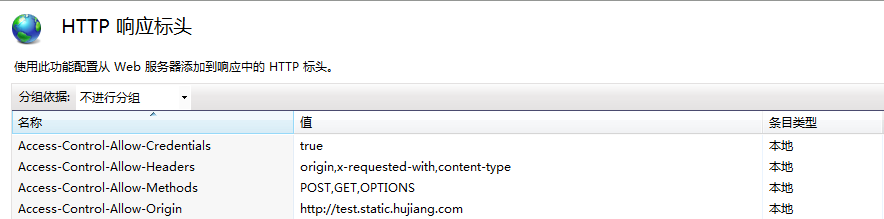 HTTP 响应标头
使用此功能配置从 Web 服务器添加到响应中的 HTTP 标头。
分组依据: 不进行分组
名称 值 条目类型
Access-Control-Allow-Credentials true 本地
Access-Control-Allow-Headers origin,x-requested-with,content-type 本地
Access-Control-Allow-Methods POST,GET,OPTIONS 本地
Access-Control-Allow-Origin http://test.static.hujiang.com 本地